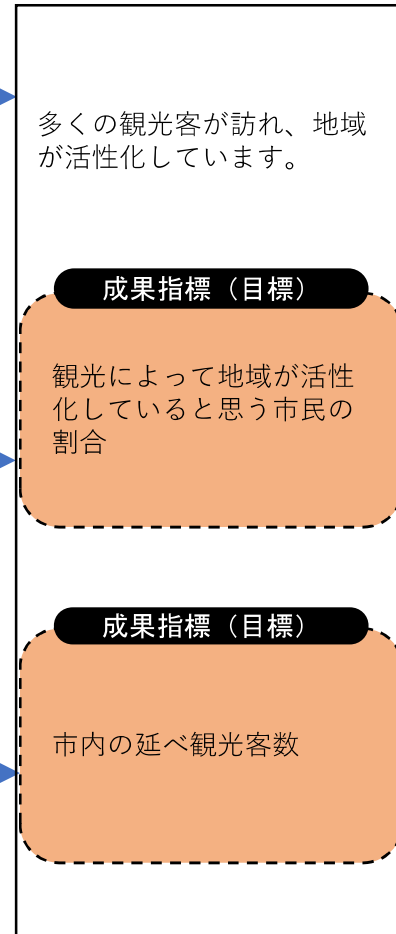 多くの観光客が訪れ、地域
が活性化しています。
成果指標（目標）
観光によって地域が活性
化していると思う市民の
割合
成果指標（目標）
市内の延べ観光客数